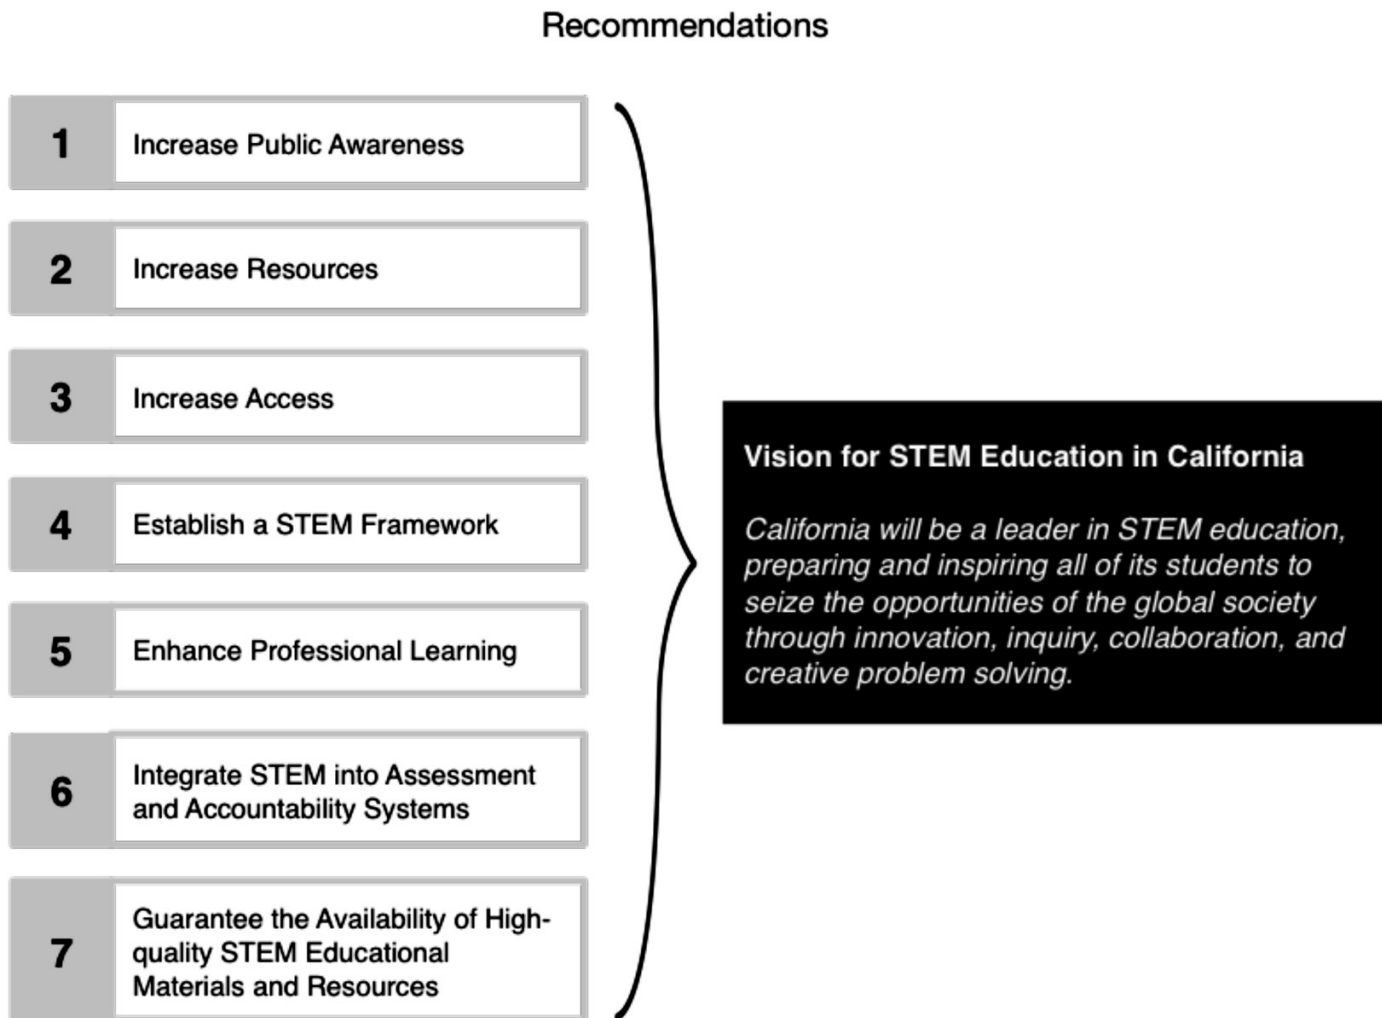 Recommendations
1
Increase Public Awareness
2
Increase Resources
3
Increase Access
4
Establish a STEM Framework
5
Enhance Professional Learning
6
Integrate STEM into Assessment
and Accountability Systems
7
Guarantee the Availability of High-
quality STEM Educational
Materials and Resources
Vision for STEM Education in California
California will be a leader in STEM education,
preparing and inspiring all of its students to
seize the opportunities of the global society
through innovation, inquiry, collaboration, and
creative problem solving.